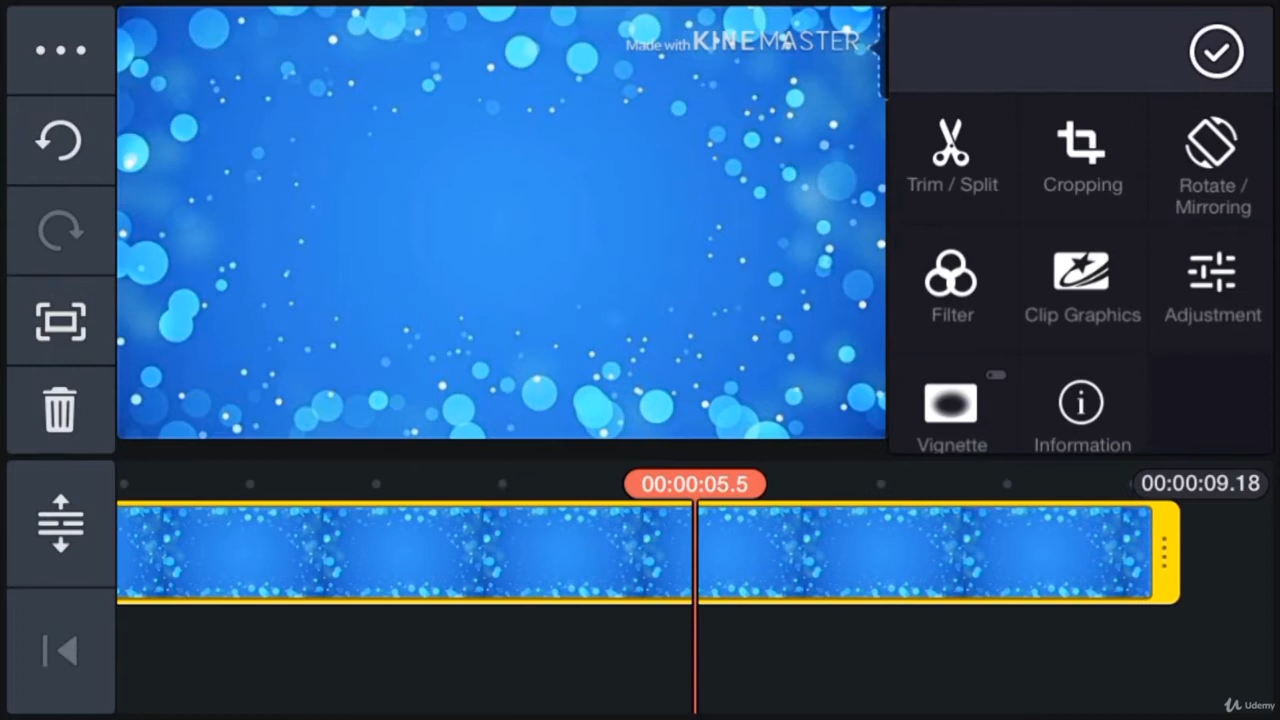 Made with KINEMASTER
Trim / Split
Cropping
Rotate /
Mirroring
Filter
Clip Graphics
Adjustment
Vignette
Information
00:00:05.5
00:00:09.18
Udemy